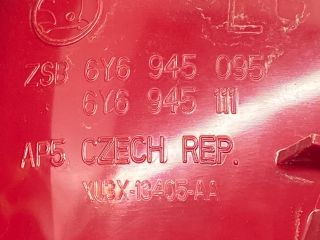 ZSB 6Y6 945 095
6Y6 945 111
AP5 CZECH REP.
XU3X-13405-AA